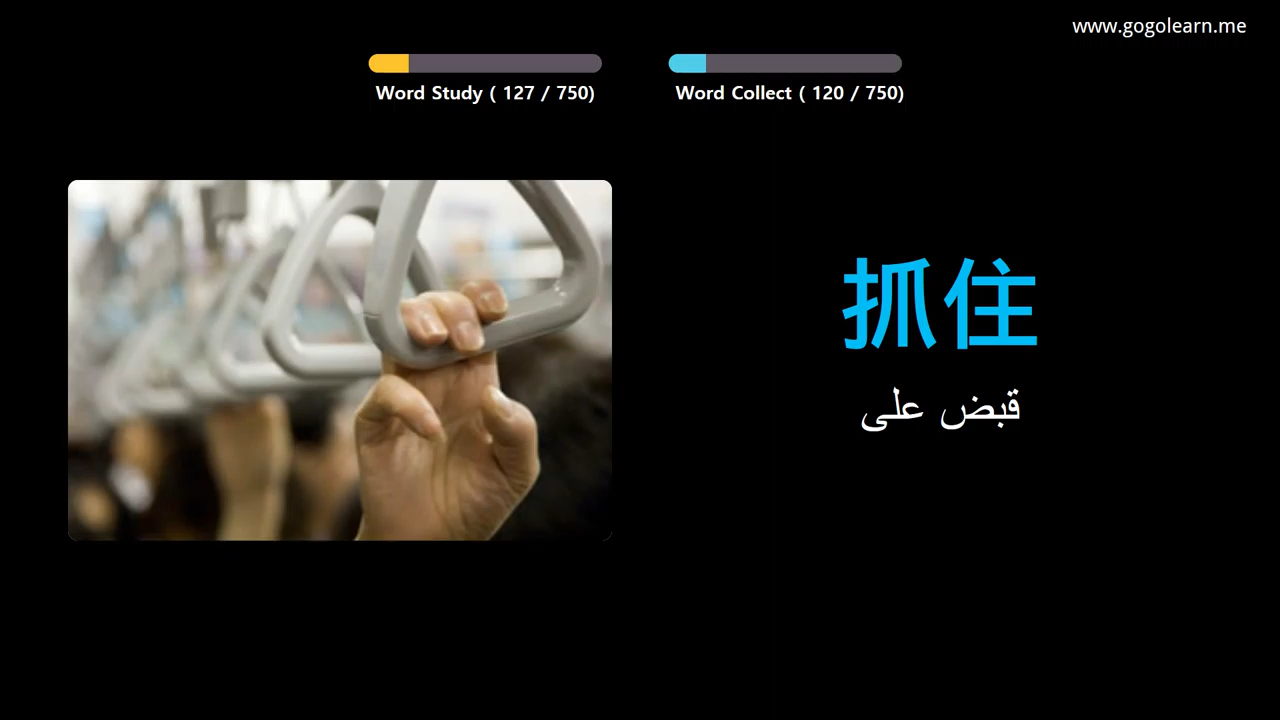 www.gogolearn.me
Word Study ( 127 / 750)
Word Collect ( 120 / 750)
抓住
قبض على